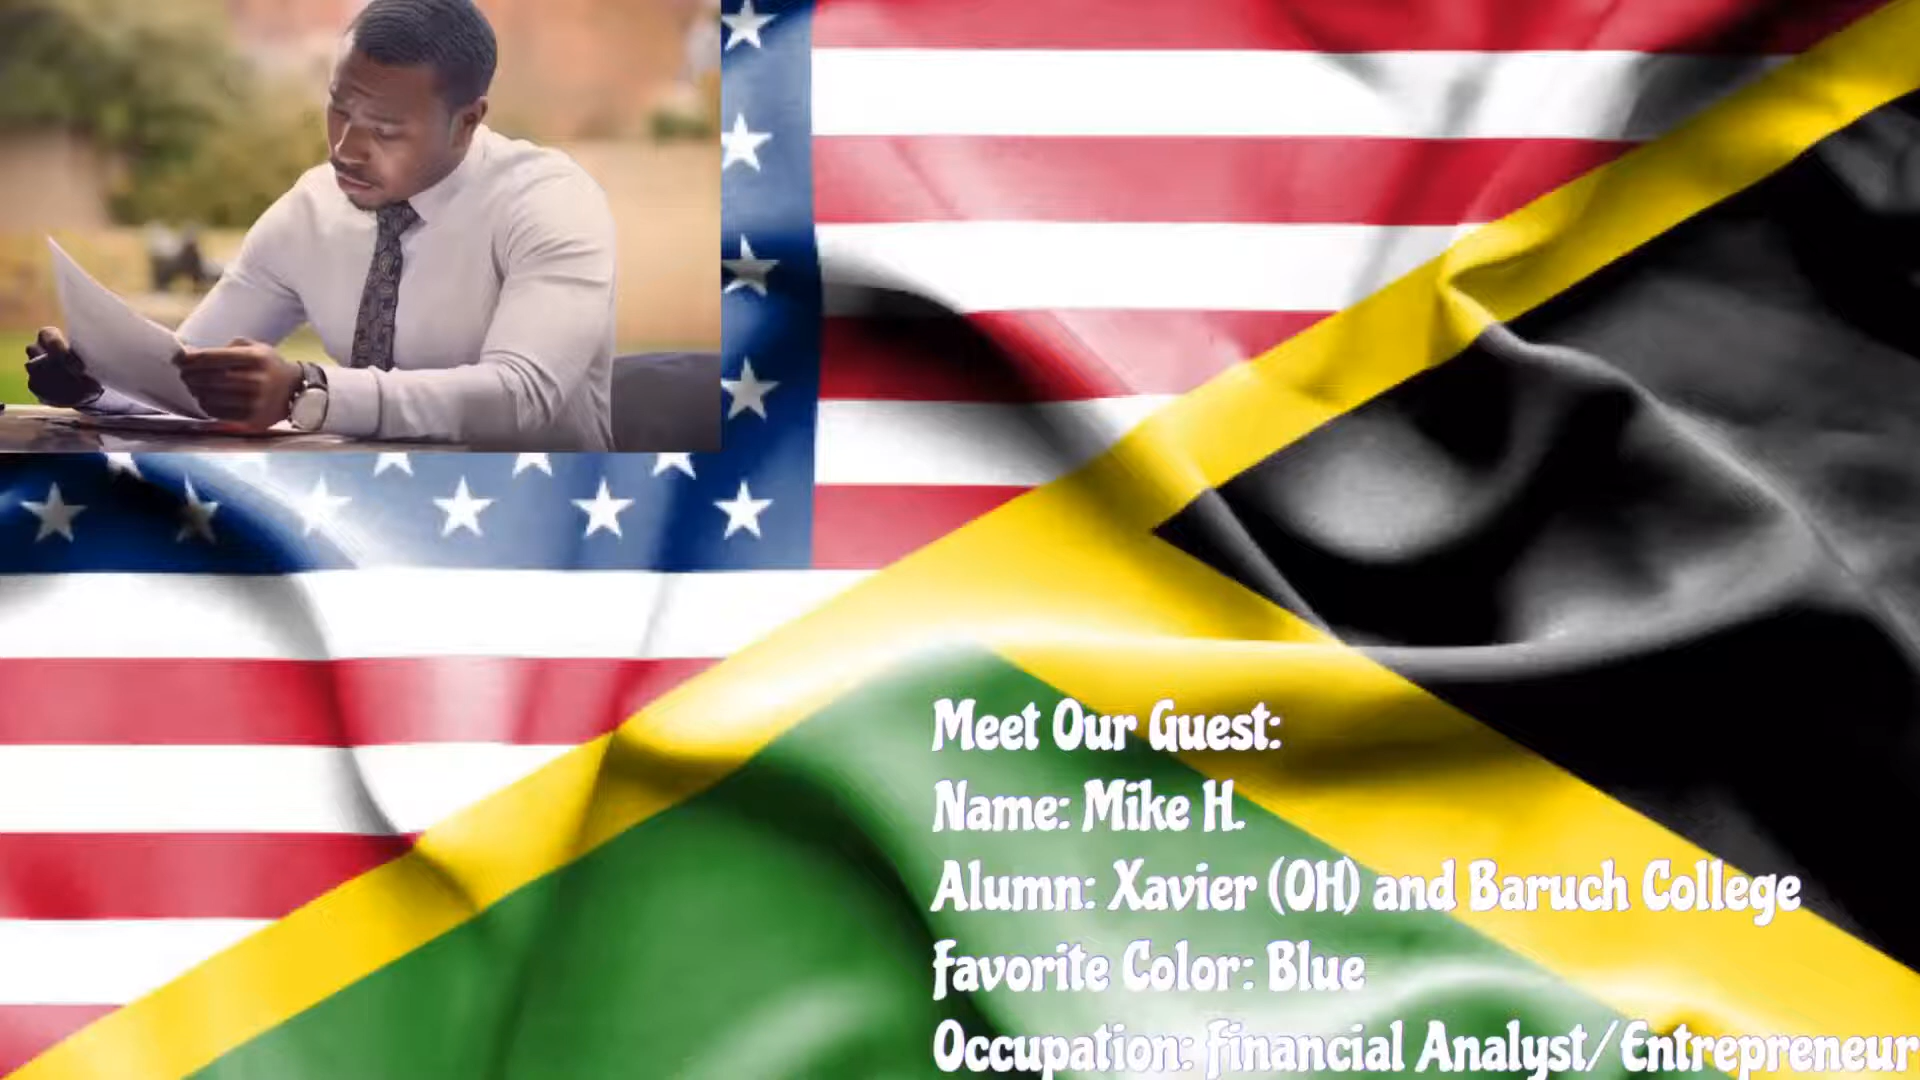 Meet Our Guest:
Name: Mike H.
Alumn: Xavier (OH) and Baruch College
Favorite Color: Blue
Occupation: Financial Analyst/Entrepreneur